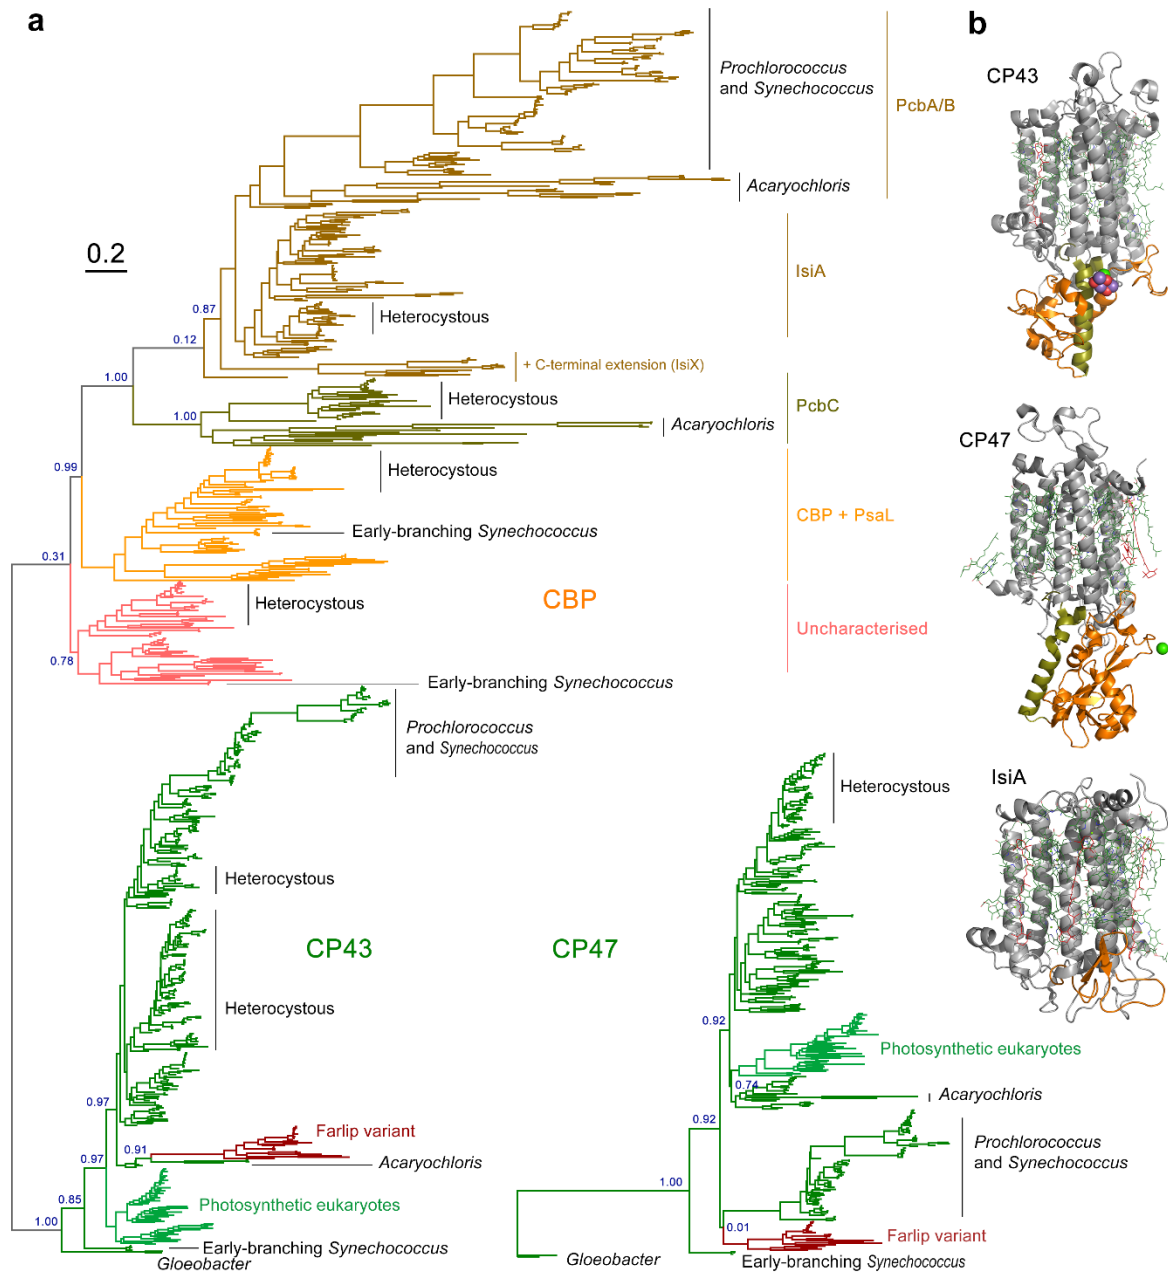 a
b
Prochlorococcus
and Synechococcus
PcbA/B
Acaryochloris
0.2
IsiA
Heterocystous
0.87
0.12
+ C-terminal extension (IsiX)
1.00
PcbC
Heterocystous
1.00
Acaryochloris
0.99
Heterocystous
CBP + PsaL
Early-branching Synechococcus
0.31
CBP
Heterocystous
Uncharacterised
0.78
Early-branching Synechococcus
Prochlorococcus
and Synechococcus
Heterocystous
Heterocystous
CP43
0.97
0.91
Farlip variant
Acaryochloris
0.97
0.85
Photosynthetic eukaryotes
1.00
Early-branching Synechococcus
Gloeobacter
CP47
Heterocystous
0.92
Photosynthetic eukaryotes
0.74
Acaryochloris
0.92
Prochlorococcus
and Synechococcus
1.00
0.01
Farlip variant
Gloeobacter
Early-branching Synechococcus
CP43
CP47
IsiA